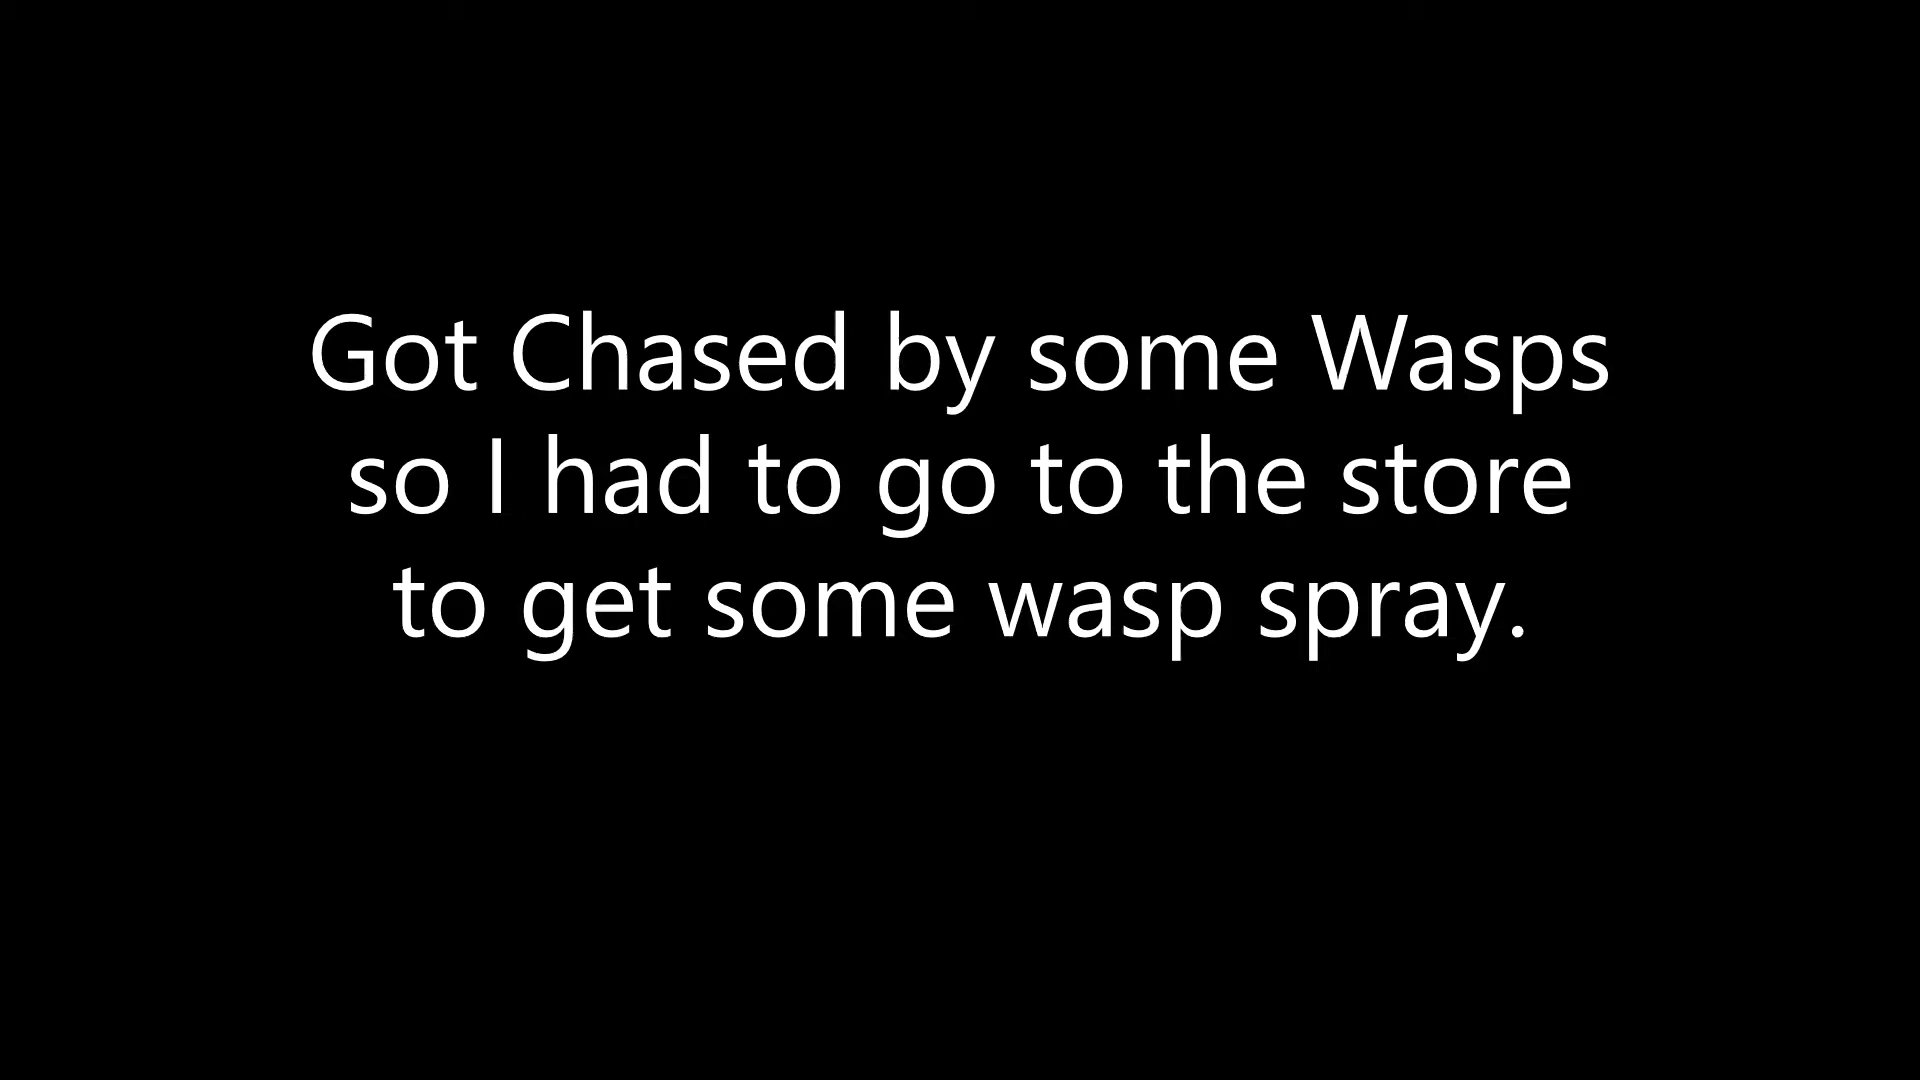 Got Chased by some Wasps
so I had to go to the store
to get some wasp spray.